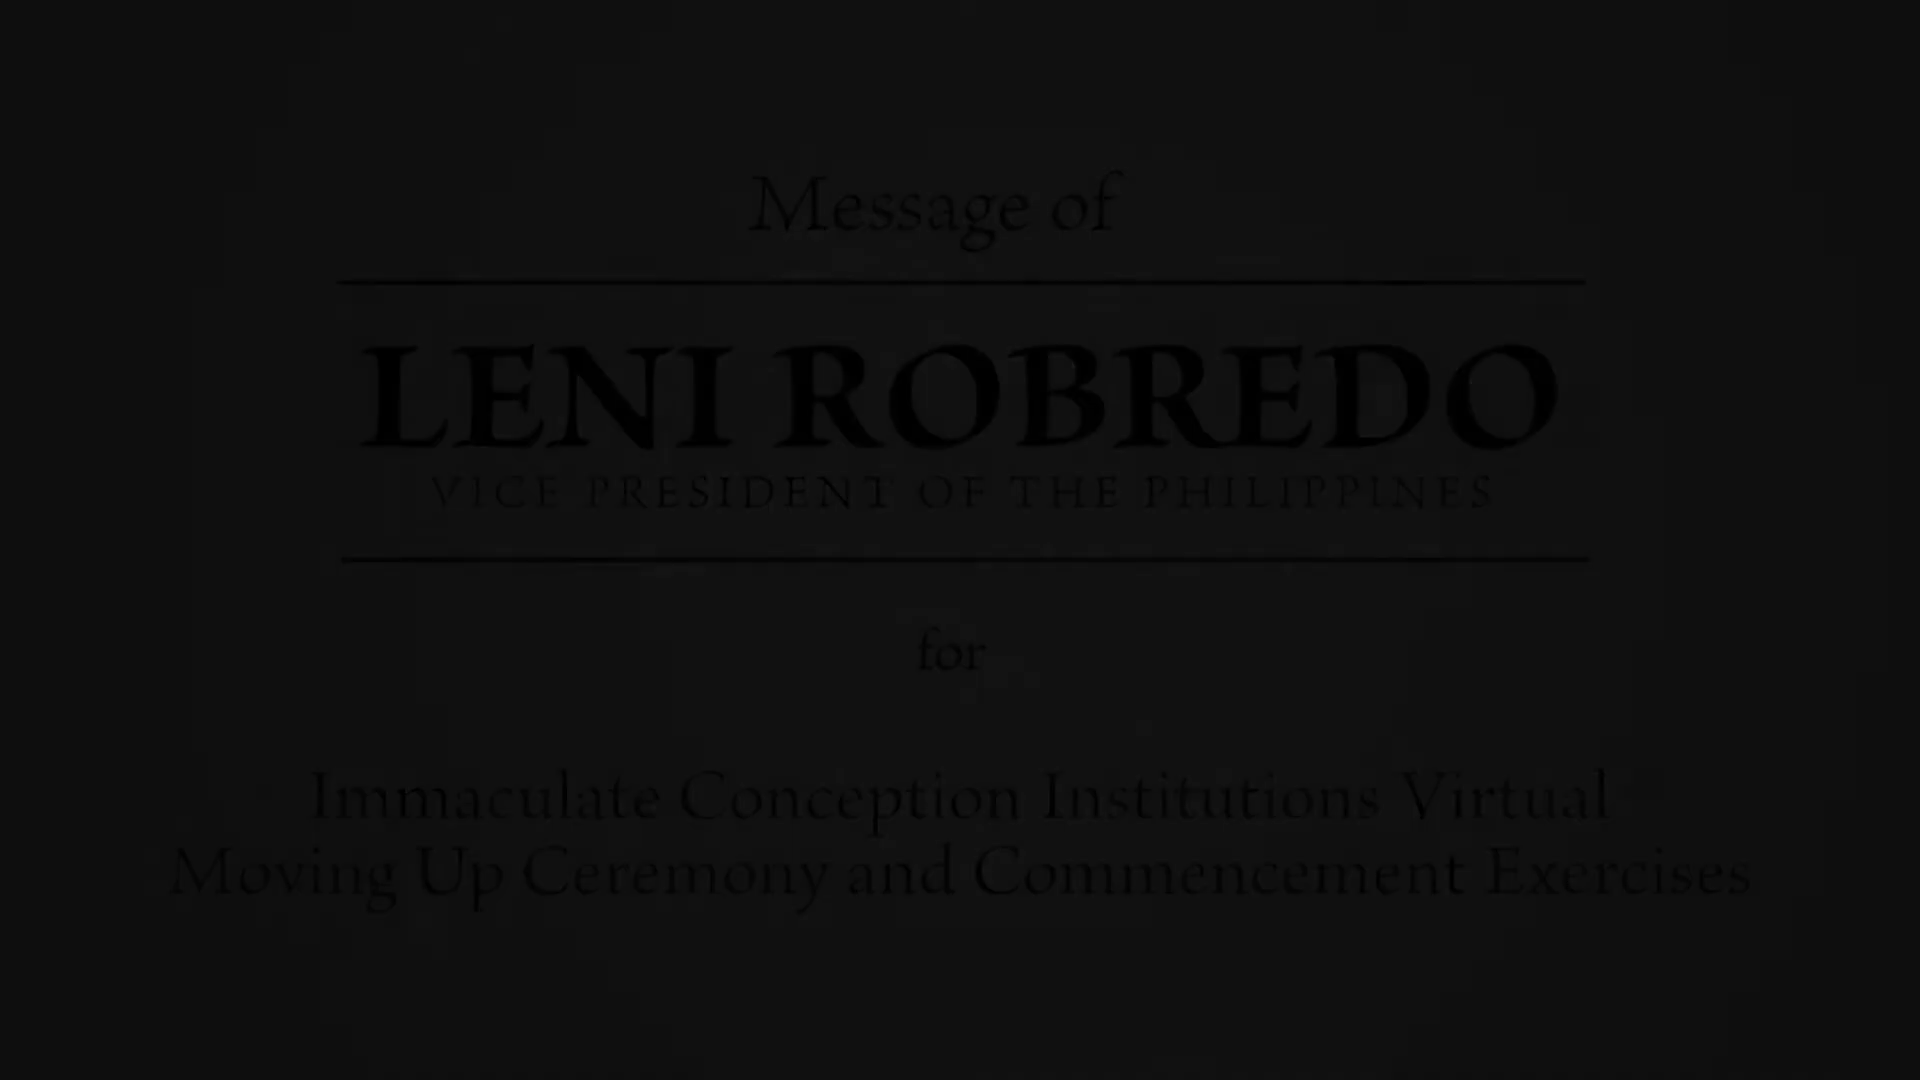 Message of
LENI ROBREDO
VICE PRESIDENT OF THE PHILIPPINES
for
Immaculate Conception Institutions Virtual
Moving Up Ceremony and Commencement Exercises